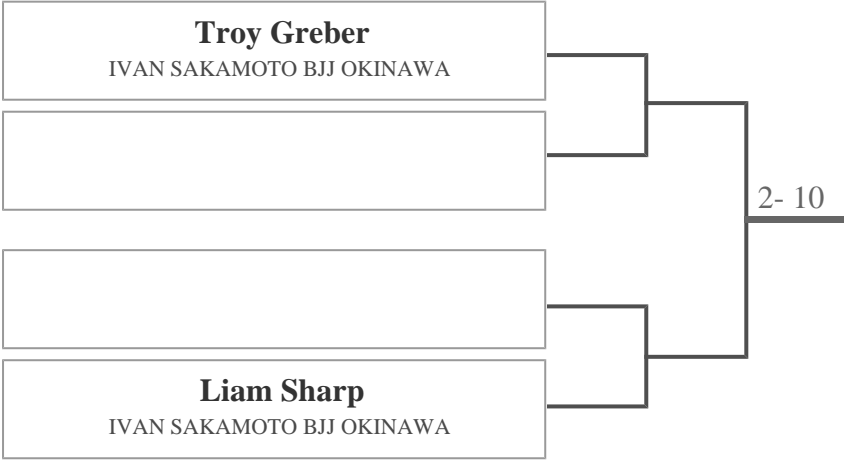 Troy Greber
IVAN SAKAMOTO BJJ OKINAWA
2- 10
Liam Sharp
IVAN SAKAMOTO BJJ OKINAWA